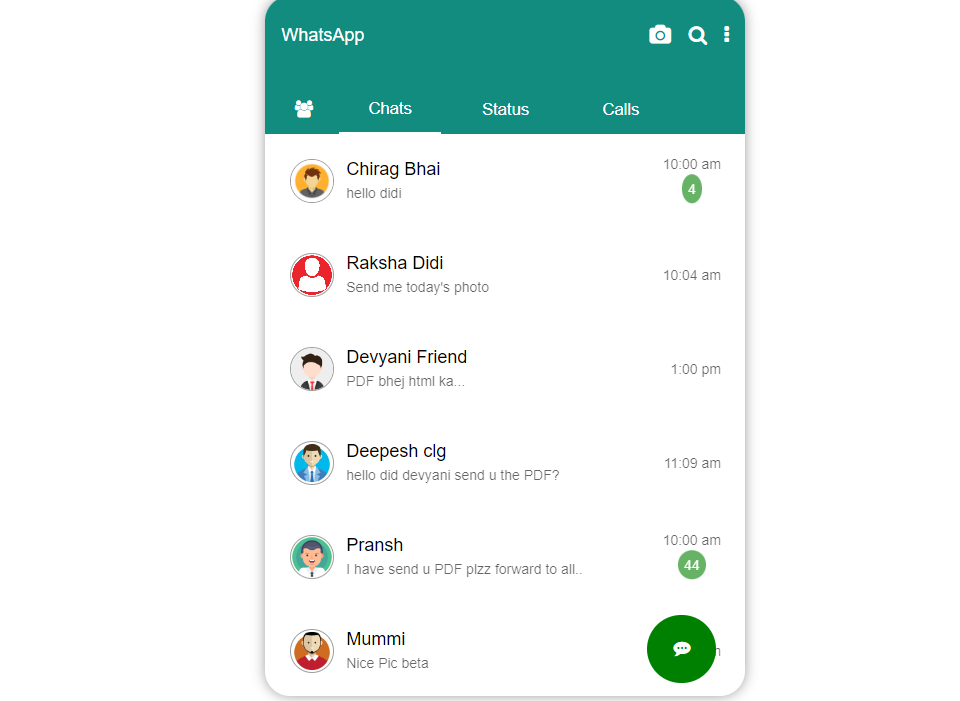 WhatsApp
Chats Status Calls
Chirag Bhai 10:00 am
hello didi 4
Raksha Didi
Send me today's photo 10:04 am
Devyani Friend
PDF bhej html ka... 1:00 pm
Deepesh clg
hello did devyani send u the PDF? 11:09 am
Pransh 10:00 am
I have send u PDF plzz forward to all.. 44
Mummi
Nice Pic beta